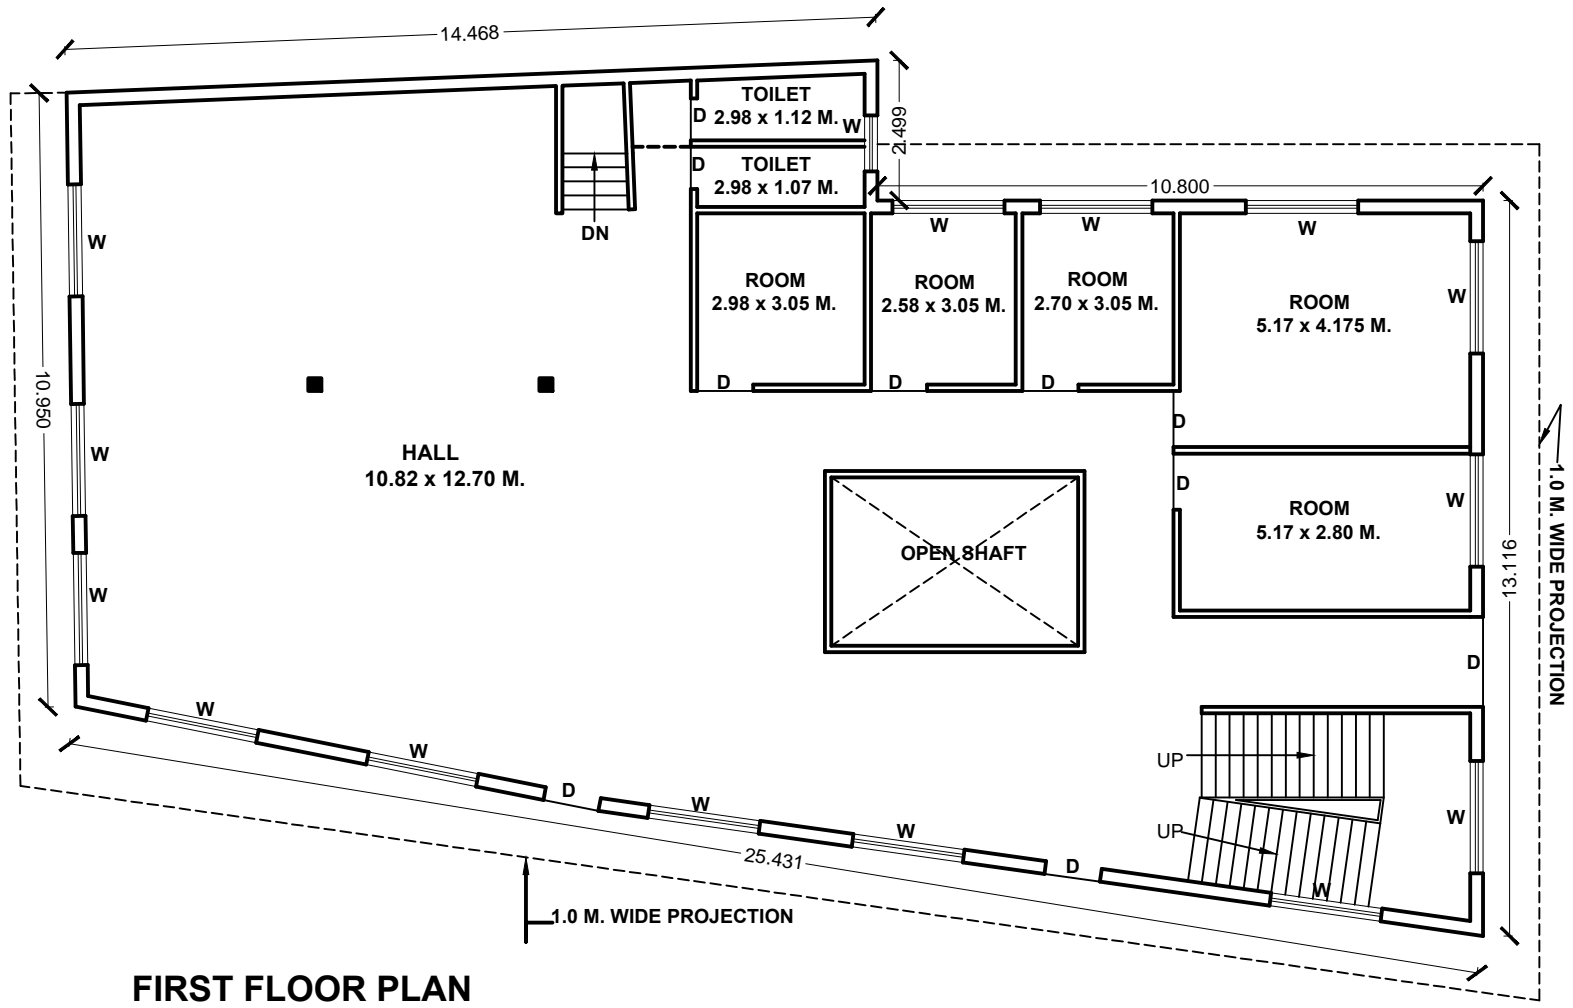 14.468
TOILET
2.98 x 1.12 M.
D
W
2.499
TOILET
2.98 x 1.07 M.
D
10.800
DN
W
W
W
W
ROOM
2.98 x 3.05 M.
ROOM
2.58 x 3.05 M.
ROOM
2.70 x 3.05 M.
ROOM
5.17 x 4.175 M.
W
D
D
D
10.950
D
HALL
10.82 x 12.70 M.
W
D
W
ROOM
5.17 x 2.80 M.
OPEN SHAFT
13.116
1.0 M. WIDE PROJECTION
W
D
W
W
D
W
W
UP
UP
W
D
W
25.431
1.0 M. WIDE PROJECTION
FIRST FLOOR PLAN